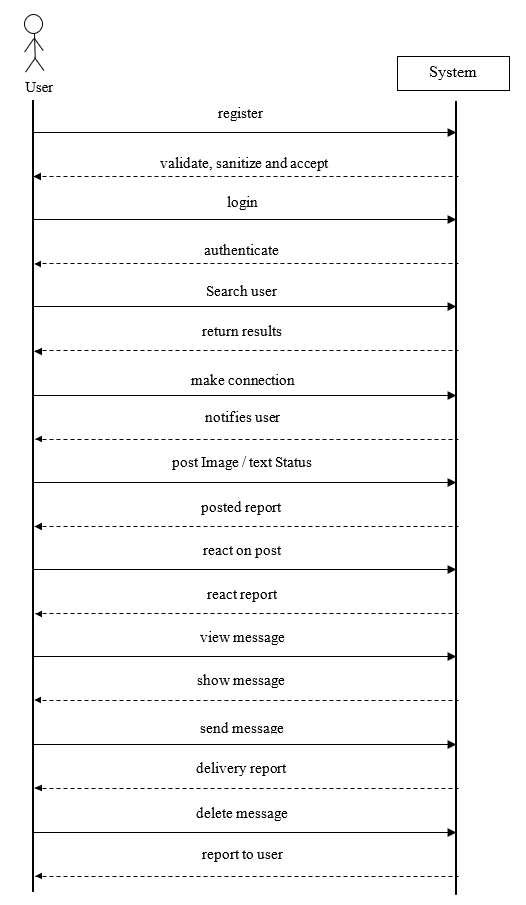 User
System
register
validate, sanitize and accept
login
authenticate
Search user
return results
make connection
notifies user
post Image / text Status
posted report
react on post
react report
view message
show message
send message
delivery report
delete message
report to user